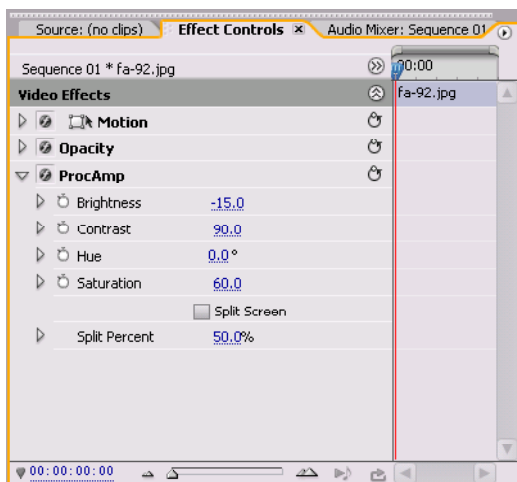 Source: (no clips) Effect Controls x Audio Mixer: Sequence 01
Sequence 01 * fa-92.jpg 00:00
Video Effects fa-92.jpg
Motion
Opacity
ProcAmp
Brightness -15.0
Contrast 90.0
Hue 0.0°
Saturation 60.0
Split Screen
Split Percent 50.0%
00:00:00:00